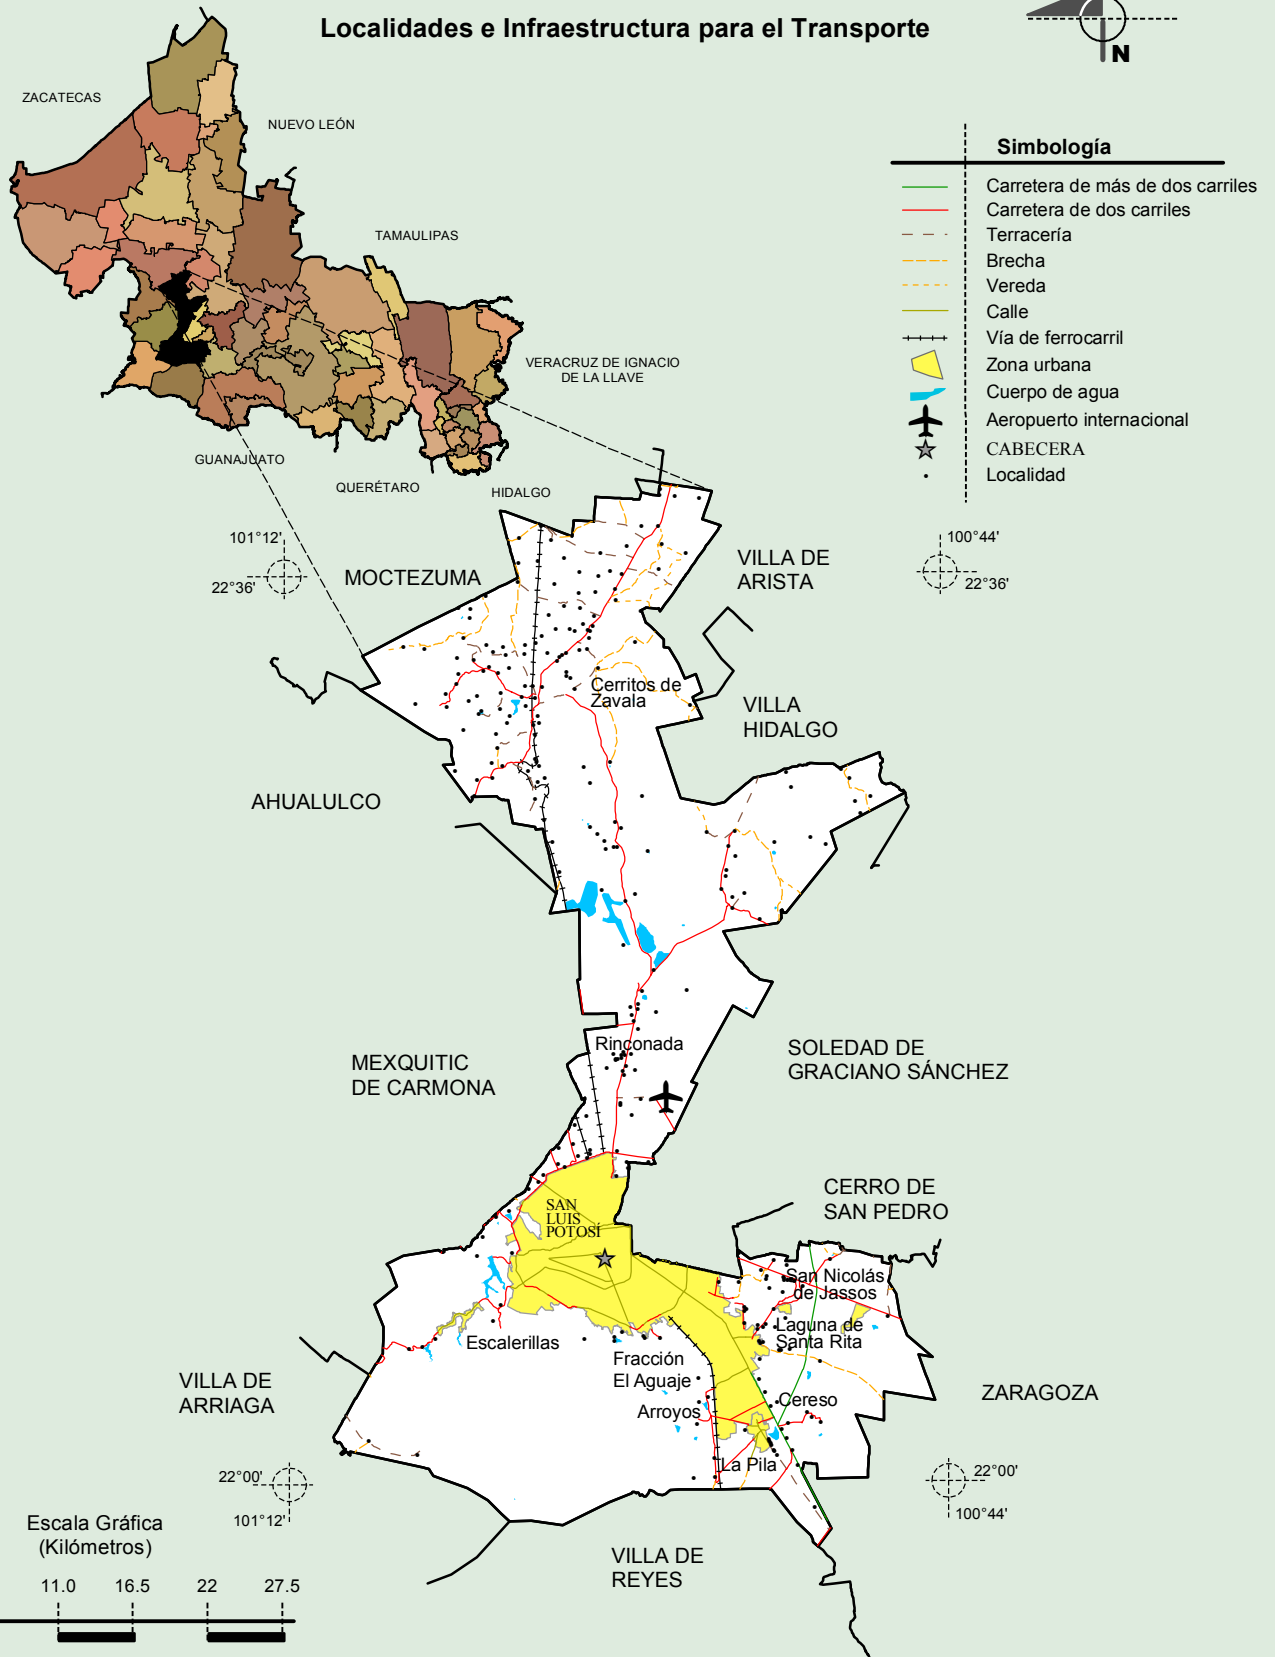 Localidades e Infraestructura para el Transporte
N
ZACATECAS
NUEVO LEÓN
TAMAULIPAS
VERACRUZ DE IGNACIO
DE LA LLAVE
GUANAJUATO
QUERÉTARO
HIDALGO
Simbología
Carretera de más de dos carriles
Carretera de dos carriles
Terracería
Brecha
Vereda
Calle
Vía de ferrocarril
Zona urbana
Cuerpo de agua
Aeropuerto internacional
CABECERA
Localidad
101°12'
22°36'
100°44'
22°36'
MOCTEZUMA
VILLA DE
ARISTA
Cerritos de
Zavala
VILLA
HIDALGO
AHUALULCO
Rinconada
MEXQUITIC
DE CARMONA
SOLEDAD DE
GRACIANO SÁNCHEZ
CERRO DE
SAN PEDRO
SAN
LUIS
POTOSÍ
San Nicolás
de Jassos
Laguna de
Santa Rita
Escalerillas
Fracción
El Aguaje
Arroyos
Cereso
La Pila
VILLA DE
ARRIAGA
ZARAGOZA
22°00'
101°12'
22°00'
100°44'
VILLA DE
REYES
Escala Gráfica
(Kilómetros)
11.0 16.5 22 27.5